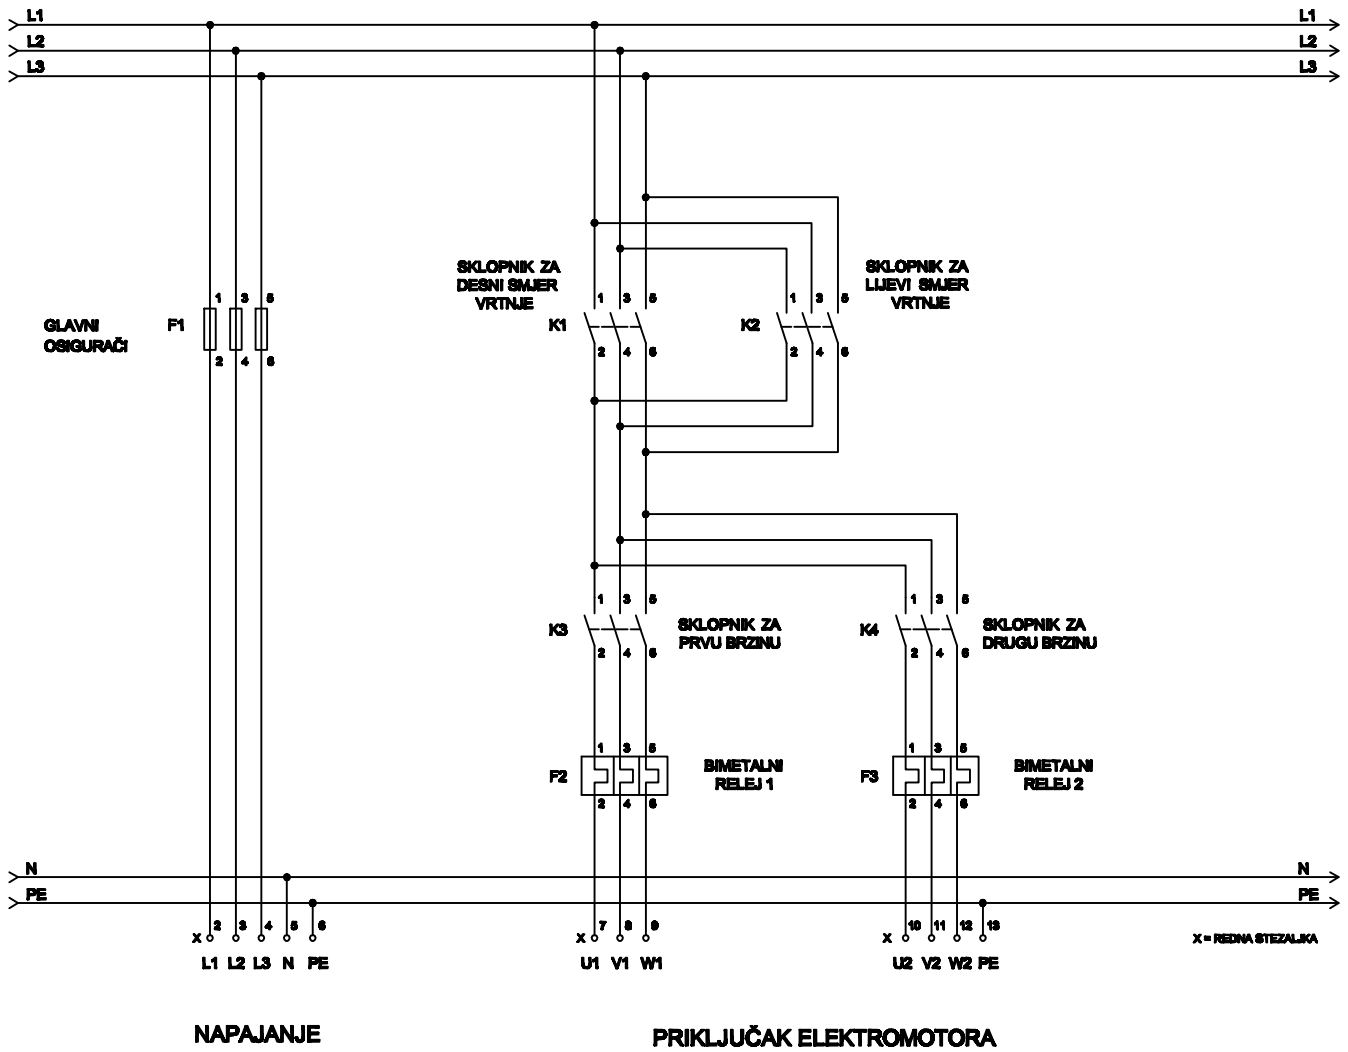 L1 L1
L2 L2
L3 L3
SKLOPNIK ZA
DESNI SMJER
VRTNJE
SKLOPNIK ZA
LIJEVI SMJER
VRTNJE
1 3 5
1 3 5
1 3 5
GLAVNI
OSIGURAČI
F1
K1
K2
2 4 6
2 4 6
2 4 6
1 3 5
1 3 5
K3
SKLOPNIK ZA
PRVU BRZINU
K4
SKLOPNIK ZA
DRUGU BRZINU
2 4 6
2 4 6
1 3 5
1 3 5
F2
BIMETALNI
RELEJ 1
F3
BIMETALNI
RELEJ 2
2 4 6
2 4 6
N N
PE PE
X 2 3 4 5 6
X 7 8 9
X 10 11 12 13
X = REDNA STEZALJKA
L1 L2 L3 N PE
U1 V1 W1
U2 V2 W2 PE
NAPAJANJE
PRIKLJUČAK ELEKTROMOTORA